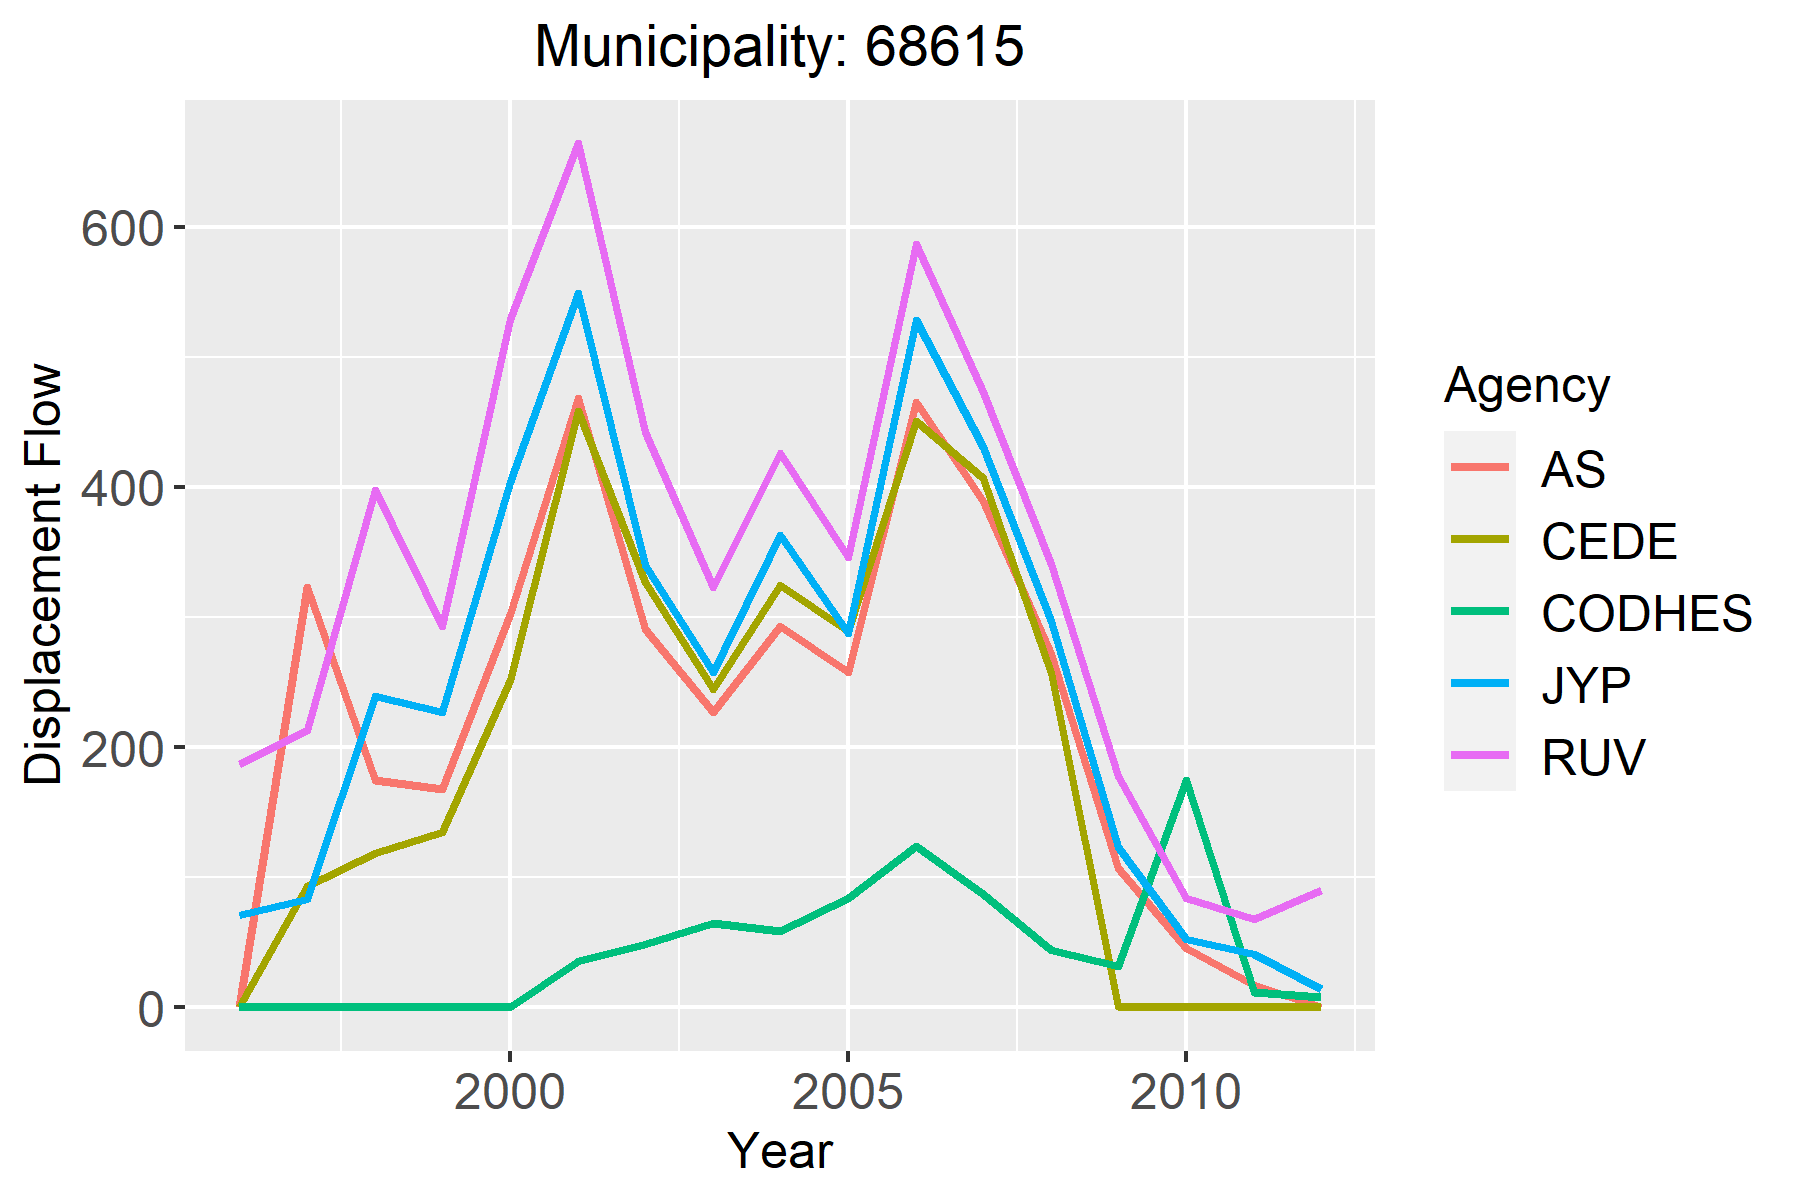 Municipality: 68615
Displacement Flow
600
400
200
0
2000 2005 2010
Year
Agency
AS
CEDE
CODHES
JYP
RUV